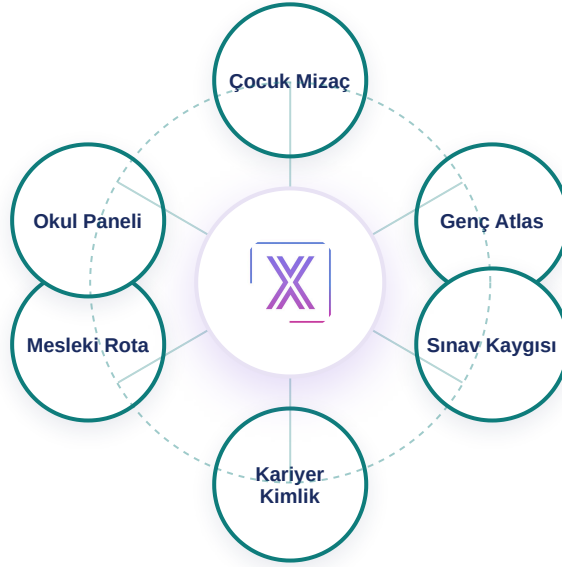 Çocuk Mizaç
Okul Paneli
Genç Atlas
Mesleki Rota
Sınav Kaygısı
Kariyer
Kimlik